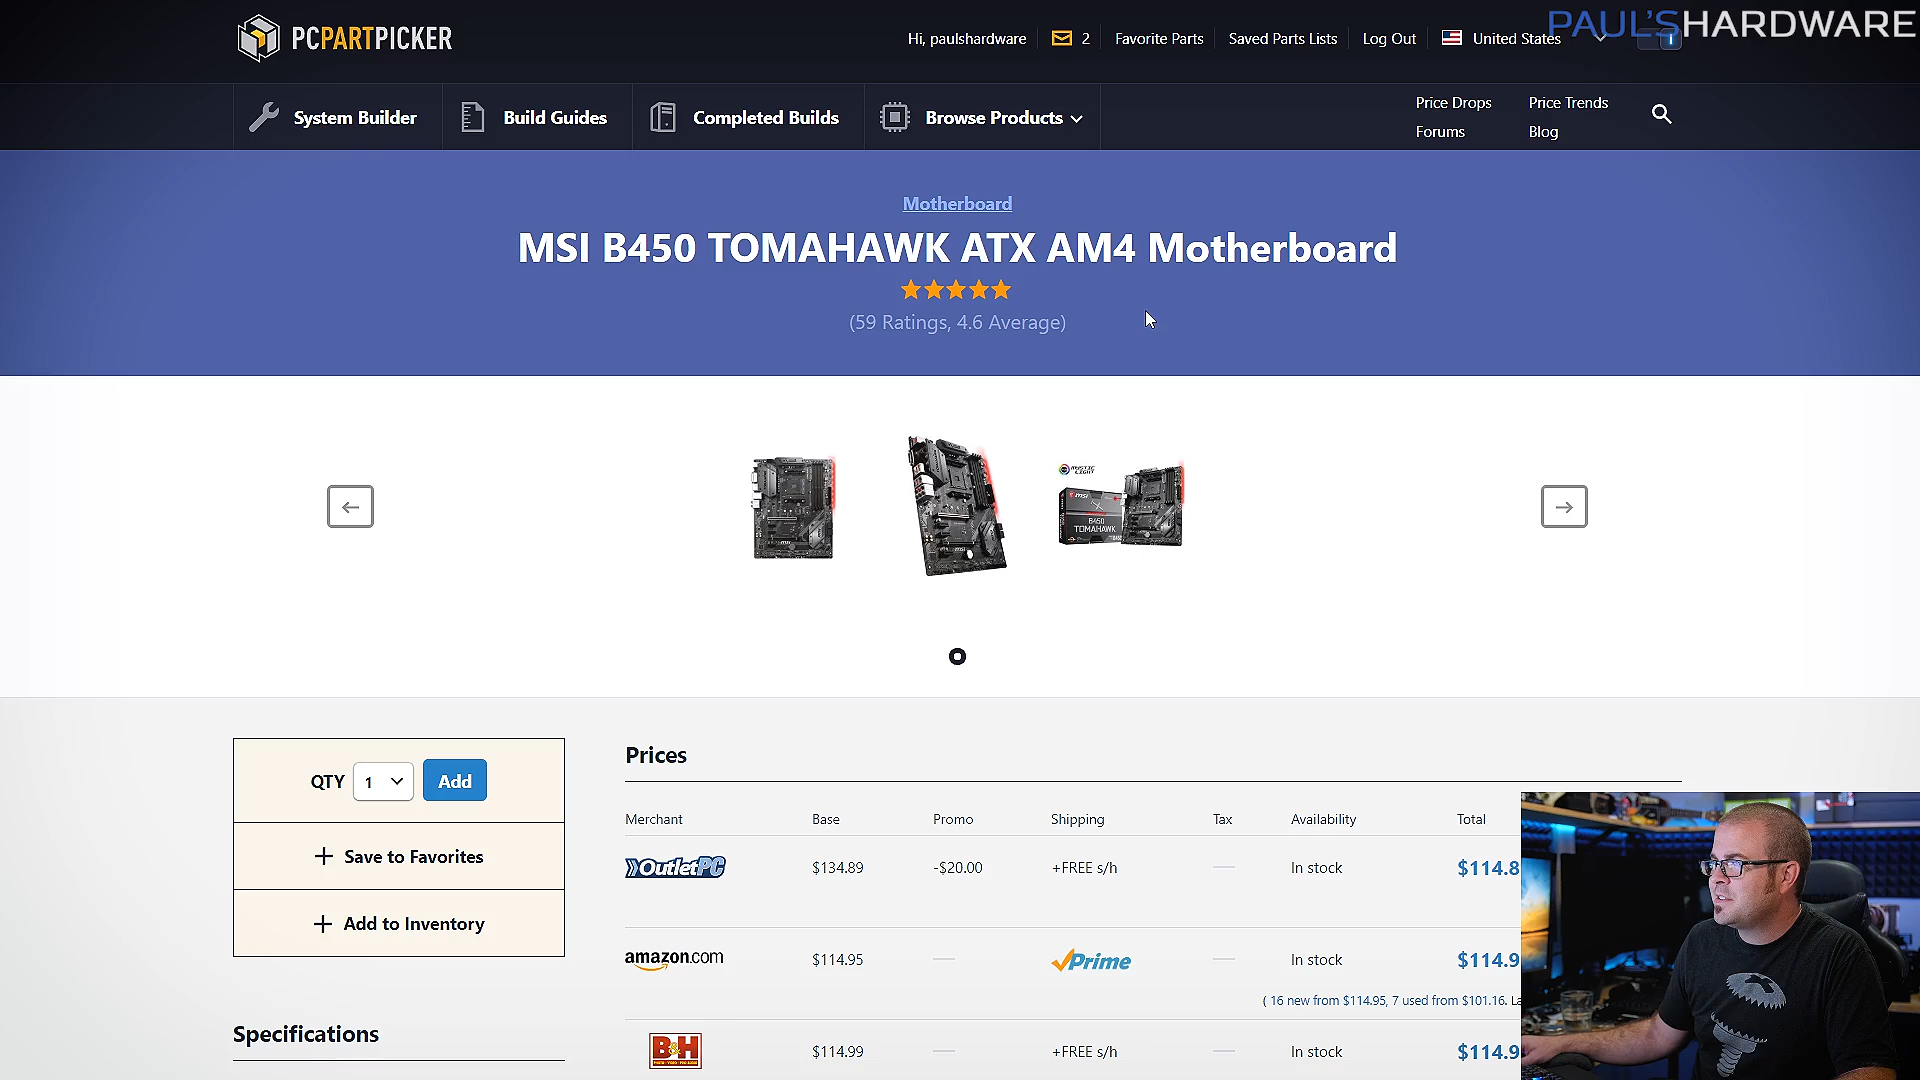 PCPARTPICKER
Hi, paulshardware
2
Favorite Parts
Saved Parts Lists
Log Out
United States
PAUL'SHARDWARE
System Builder
Build Guides
Completed Builds
Browse Products
Price Drops
Price Trends
Forums
Blog
Motherboard
MSI B450 TOMAHAWK ATX AM4 Motherboard
(59 Ratings, 4.6 Average)
MYSTIC LIGHT
msi
B450
TOMAHAWK
QTY 1 Add
+ Save to Favorites
+ Add to Inventory
Specifications
Prices
Merchant Base Promo Shipping Tax Availability Total
OutletPC $134.89 -$20.00 +FREE s/h — In stock $114.8
amazon.com $114.95 — Prime — In stock $114.9
( 16 new from $114.95, 7 used from $101.16. La
B&H $114.99 — +FREE s/h — In stock $114.9